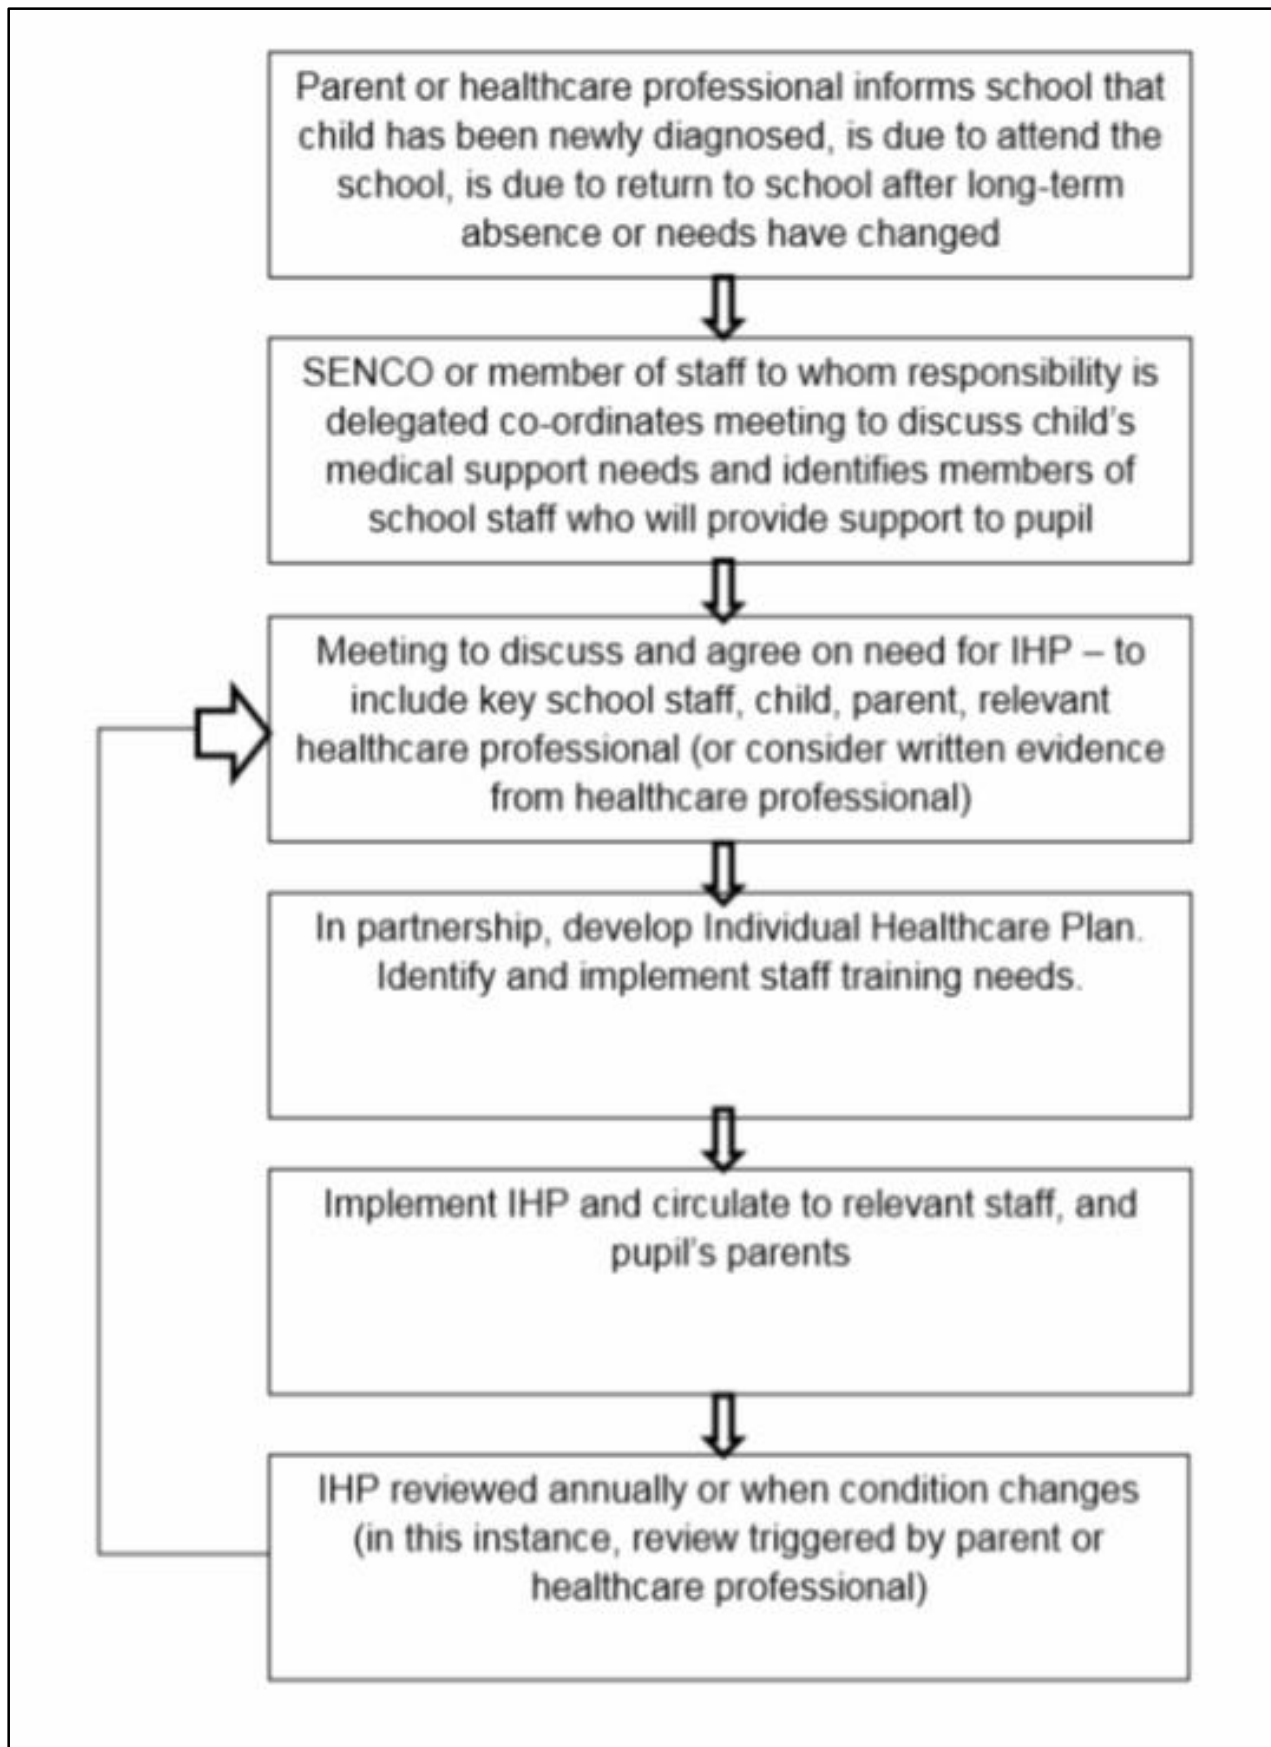 Parent or healthcare professional informs school that
child has been newly diagnosed, is due to attend the
school, is due to return to school after long-term
absence or needs have changed
SENCO or member of staff to whom responsibility is
delegated co-ordinates meeting to discuss child's
medical support needs and identifies members of
school staff who will provide support to pupil
Meeting to discuss and agree on need for IHP – to
include key school staff, child, parent, relevant
healthcare professional (or consider written evidence
from healthcare professional)
In partnership, develop Individual Healthcare Plan.
Identify and implement staff training needs.
Implement IHP and circulate to relevant staff, and
pupil's parents
IHP reviewed annually or when condition changes
(in this instance, review triggered by parent or
healthcare professional)